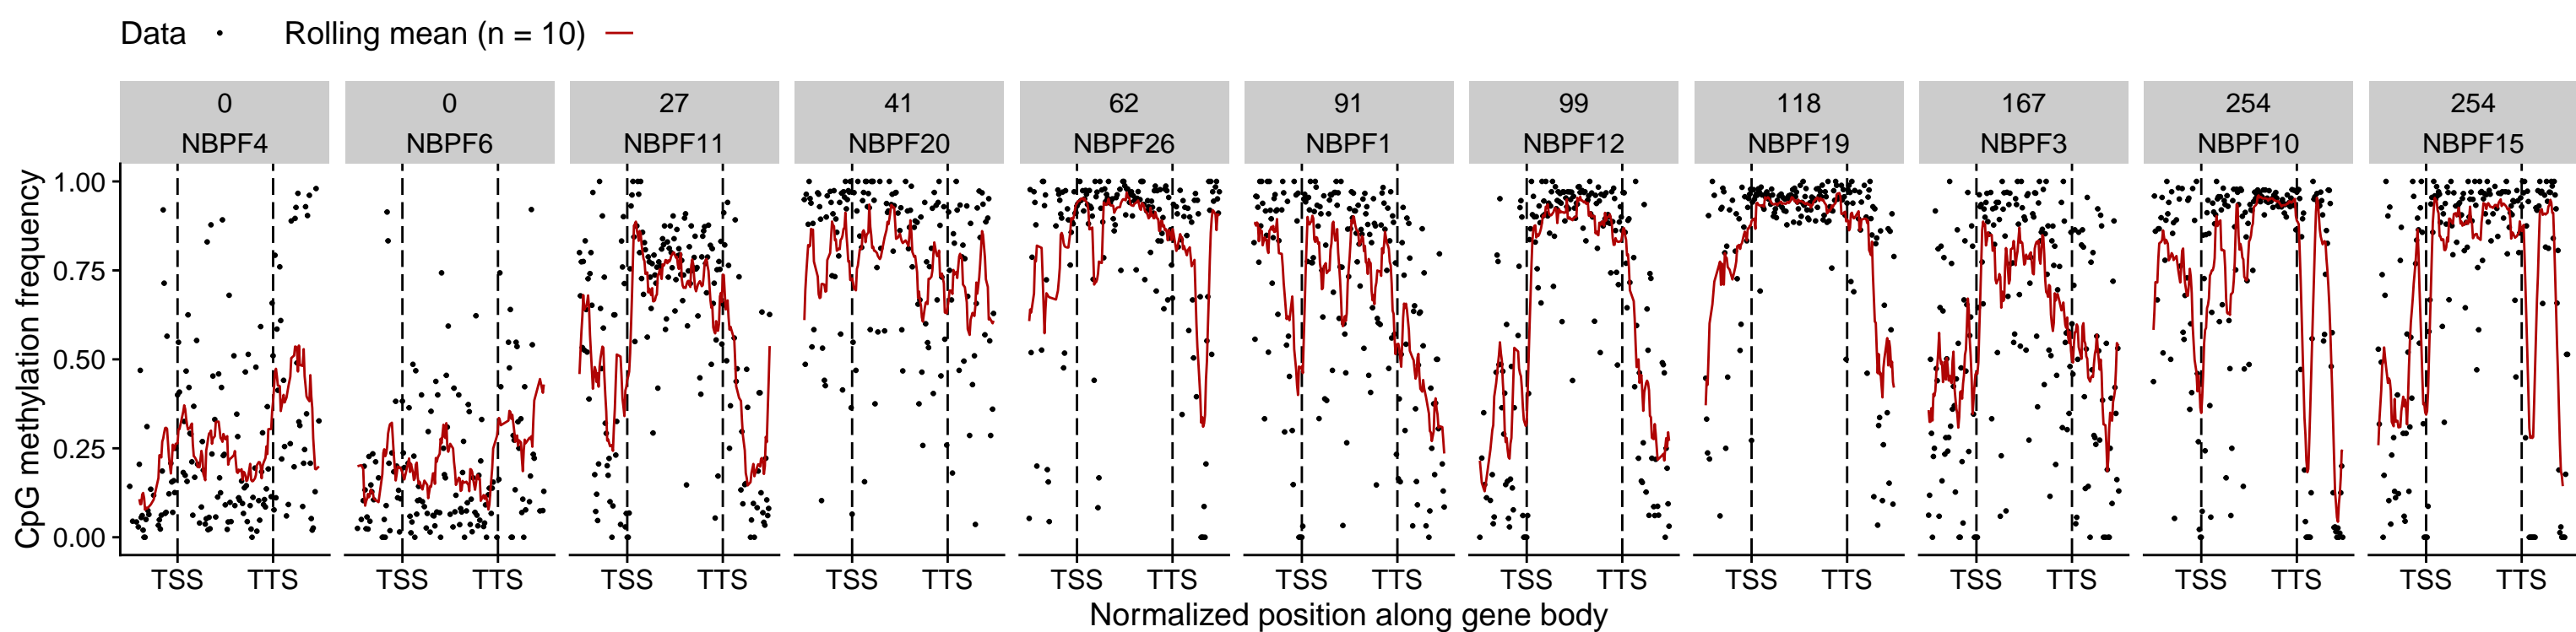 Data Rolling mean (n = 10)
0 0 27 41 62 91 99 118 167 254 254
NBPF4 NBPF6 NBPF11 NBPF20 NBPF26 NBPF1 NBPF12 NBPF19 NBPF3 NBPF10 NBPF15
CpG methylation frequency
1.00
0.75
0.50
0.25
0.00
TSS TTS TSS TTS TSS TTS TSS TTS TSS TTS TSS TTS TSS TTS TSS TTS TSS TTS TSS TTS TSS TTS
Normalized position along gene body